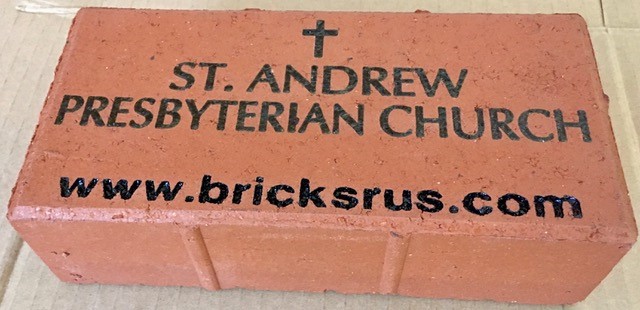 ST. ANDREW
PRESBYTERIAN CHURCH
www.bricksrus.com